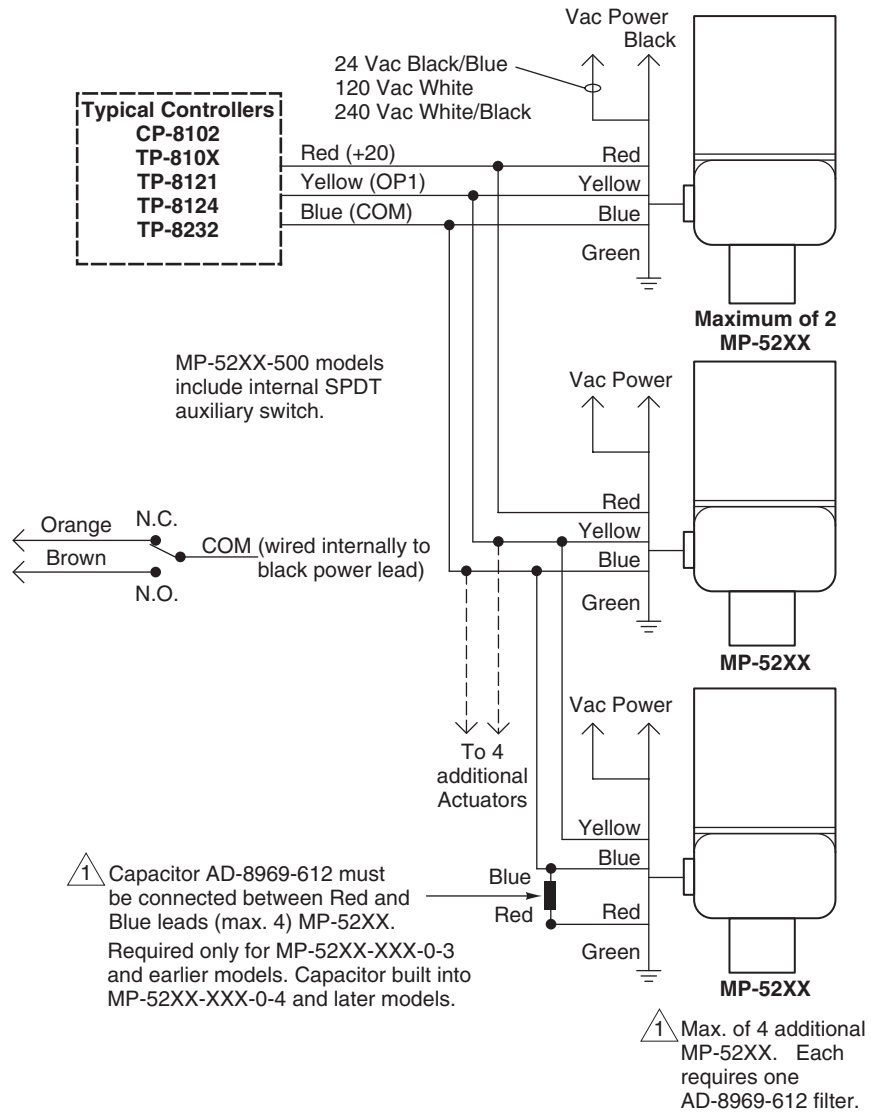 Vac Power
Black
24 Vac Black/Blue
120 Vac White
240 Vac White/Black
Typical Controllers
CP-8102
TP-810X
TP-8121
TP-8124
TP-8232
Red (+20)
Yellow (OP1)
Blue (COM)
Red
Yellow
Blue
Green
Maximum of 2
MP-52XX
MP-52XX-500 models
include internal SPDT
auxiliary switch.
Vac Power
Red
Yellow
Blue
Green
MP-52XX
Orange
N.C.
Brown
COM (wired internally to
black power lead)
N.O.
To 4
additional
Actuators
Vac Power
Yellow
Blue
Red
Green
MP-52XX
Blue
Red
1 Capacitor AD-8969-612 must
be connected between Red and
Blue leads (max. 4) MP-52XX.
Required only for MP-52XX-XXX-0-3
and earlier models. Capacitor built into
MP-52XX-XXX-0-4 and later models.
1 Max. of 4 additional
MP-52XX. Each
requires one
AD-8969-612 filter.